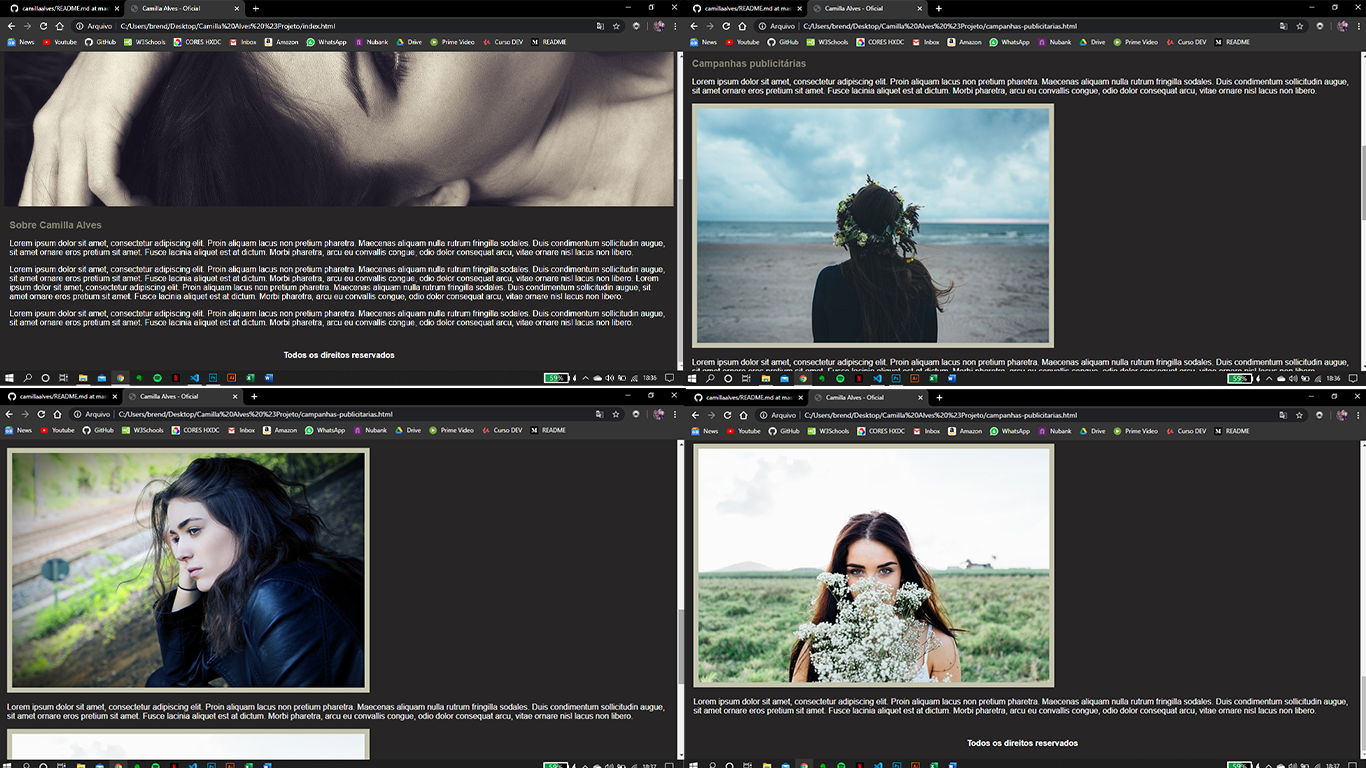 camillaalves/README.md at mas
Camilla Alves - Oficial
Arquivo
C:/Users/brend/Desktop/Camilla%20Alves%20%23Projeto/index.html
News
Youtube
GitHub
W3Schools
CORES HXDC
Inbox
Amazon
WhatsApp
Nubank
Drive
Prime Video
Curso DEV
README
Sobre Camilla Alves
Lorem ipsum dolor sit amet, consectetur adipiscing elit. Proin aliquam lacus non pretium pharetra. Maecenas aliquam nulla rutrum fringilla sodales. Duis condimentum sollicitudin augue,
sit amet ornare eros pretium sit amet. Fusce lacinia aliquet est at dictum. Morbi pharetra, arcu eu convallis congue, odio dolor consequat arcu, vitae ornare nisl lacus non libero.
Lorem ipsum dolor sit amet, consectetur adipiscing elit. Proin aliquam lacus non pretium pharetra. Maecenas aliquam nulla rutrum fringilla sodales. Duis condimentum sollicitudin augue,
sit amet ornare eros pretium sit amet. Fusce lacinia aliquet est at dictum. Morbi pharetra, arcu eu convallis congue, odio dolor consequat arcu, vitae ornare nisl lacus non libero. Lorem
ipsum dolor sit amet, consectetur adipiscing elit. Proin aliquam lacus non pretium pharetra. Maecenas aliquam nulla rutrum fringilla sodales. Duis condimentum sollicitudin augue, sit
amet ornare eros pretium sit amet. Fusce lacinia aliquet est at dictum. Morbi pharetra, arcu eu convallis congue, odio dolor consequat arcu, vitae ornare nisl lacus non libero.
Lorem ipsum dolor sit amet, consectetur adipiscing elit. Proin aliquam lacus non pretium pharetra. Maecenas aliquam nulla rutrum fringilla sodales. Duis condimentum sollicitudin augue,
sit amet ornare eros pretium sit amet. Fusce lacinia aliquet est at dictum. Morbi pharetra, arcu eu convallis congue, odio dolor consequat arcu, vitae ornare nisl lacus non libero.
Todos os direitos reservados
59%
18:36
camillaalves/README.md at mas
Camilla Alves - Oficial
Arquivo
C:/Users/brend/Desktop/Camilla%20Alves%20%23Projeto/campanhas-publicitarias.html
News
Youtube
GitHub
W3Schools
CORES HXDC
Inbox
Amazon
WhatsApp
Nubank
Drive
Prime Video
Curso DEV
README
Campanhas publicitárias
Lorem ipsum dolor sit amet, consectetur adipiscing elit. Proin aliquam lacus non pretium pharetra. Maecenas aliquam nulla rutrum fringilla sodales. Duis condimentum sollicitudin augue,
sit amet ornare eros pretium sit amet. Fusce lacinia aliquet est at dictum. Morbi pharetra, arcu eu convallis congue, odio dolor consequat arcu, vitae ornare nisl lacus non libero.
Lorem ipsum dolor sit amet, consectetur adipiscing elit. Proin aliquam lacus non pretium pharetra. Maecenas aliquam nulla rutrum fringilla sodales. Duis condimentum sollicitudin augue,
59%
18:36
camillaalves/README.md at mas
Camilla Alves - Oficial
Arquivo
C:/Users/brend/Desktop/Camilla%20Alves%20%23Projeto/campanhas-publicitarias.html
News
Youtube
GitHub
W3Schools
CORES HXDC
Inbox
Amazon
WhatsApp
Nubank
Drive
Prime Video
Curso DEV
README
Lorem ipsum dolor sit amet, consectetur adipiscing elit. Proin aliquam lacus non pretium pharetra. Maecenas aliquam nulla rutrum fringilla sodales. Duis condimentum sollicitudin augue,
sit amet ornare eros pretium sit amet. Fusce lacinia aliquet est at dictum. Morbi pharetra, arcu eu convallis congue, odio dolor consequat arcu, vitae ornare nisl lacus non libero.
59%
18:37
camillaalves/README.md at mas
Camilla Alves - Oficial
Arquivo
C:/Users/brend/Desktop/Camilla%20Alves%20%23Projeto/campanhas-publicitarias.html
News
Youtube
GitHub
W3Schools
CORES HXDC
Inbox
Amazon
WhatsApp
Nubank
Drive
Prime Video
Curso DEV
README
Lorem ipsum dolor sit amet, consectetur adipiscing elit. Proin aliquam lacus non pretium pharetra. Maecenas aliquam nulla rutrum fringilla sodales. Duis condimentum sollicitudin augue,
sit amet ornare eros pretium sit amet. Fusce lacinia aliquet est at dictum. Morbi pharetra, arcu eu convallis congue, odio dolor consequat arcu, vitae ornare nisl lacus non libero.
Todos os direitos reservados
59%
18:37